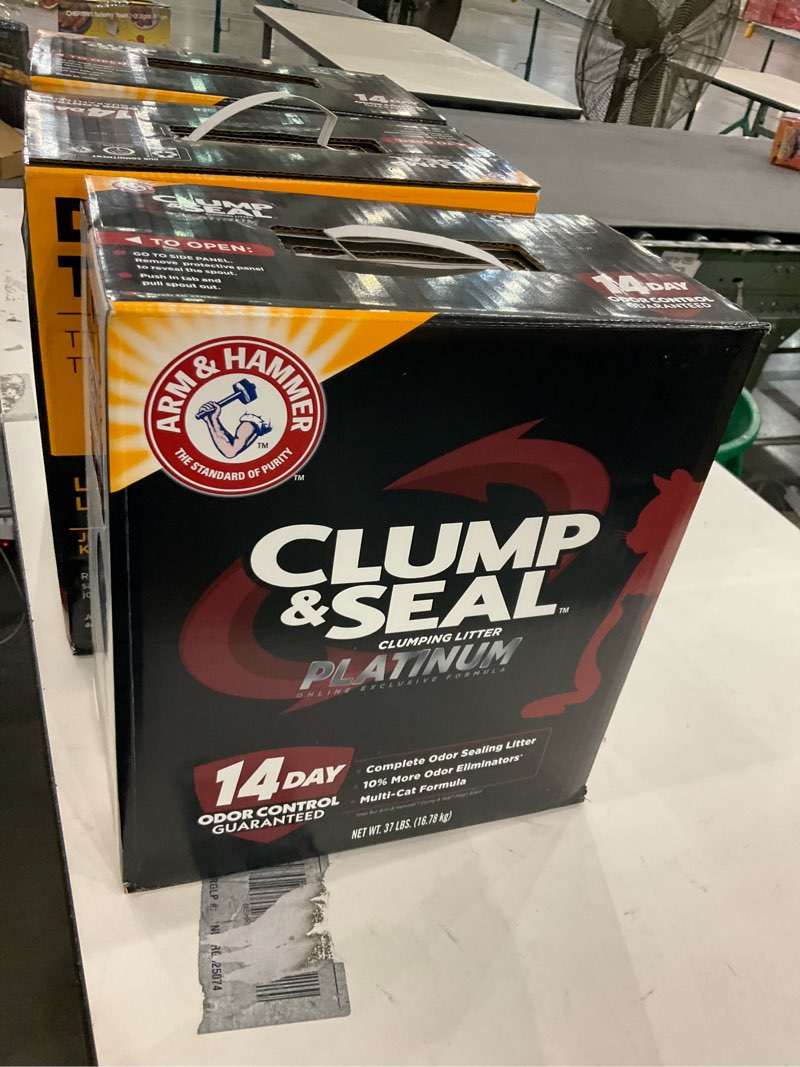 14 DAY
CLUMP
& SEAL
TO OPEN:
GO TO SIDE PANEL.
Remove protective panel
to reveal the spout.
Push in tab and
pull spout out.
14 DAY
ODOR CONTROL
GUARANTEED
ARM & HAMMER
THE STANDARD OF PURITY
TM
TM
CLUMP
& SEAL TM
CLUMPING LITTER
PLATINUM
ONLINE EXCLUSIVE FORMULA
14 DAY
ODOR CONTROL
GUARANTEED
Complete Odor Sealing Litter
10% More Odor Eliminators*
Multi-Cat Formula
NET WT. 37 LBS. (16.78 kg)